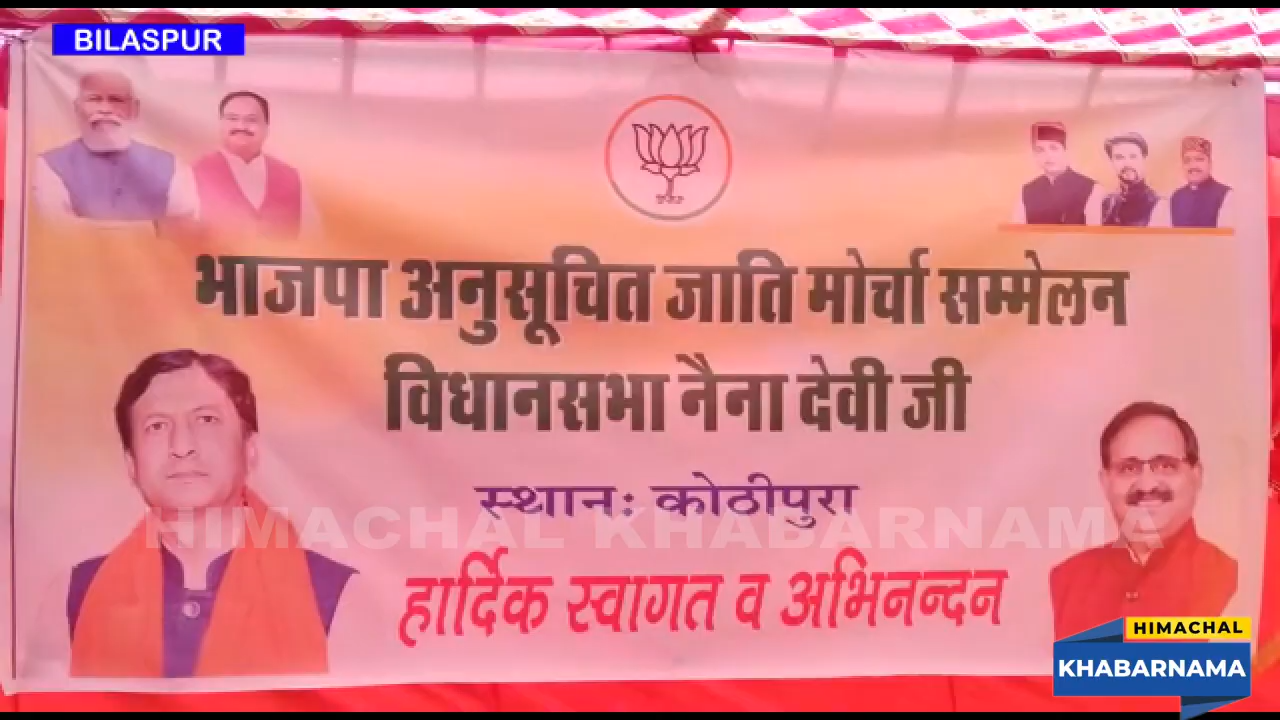 BILASPUR
भाजपा अनुसूचित जाति मोर्चा सम्मेलन
विधानसभा नैना देवी जी
स्थान: कोठीपुरा
HIMACHAL KHABARNAMA
हार्दिक स्वागत व अभिनन्दन
HIMACHAL
KHABARNAMA